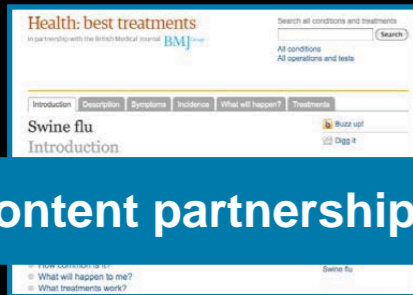 Health: best treatments
in partnership with the British Medical Journal BMJ Group
Search all conditions and treatments
Search
All conditions
All operations and tests
Introduction Description Symptoms Incidence What will happen? Treatments
Swine flu
Introduction
Buzz up!
Digg it
ontent partnership
How common is it?
What will happen to me?
What treatments work?
Swine flu